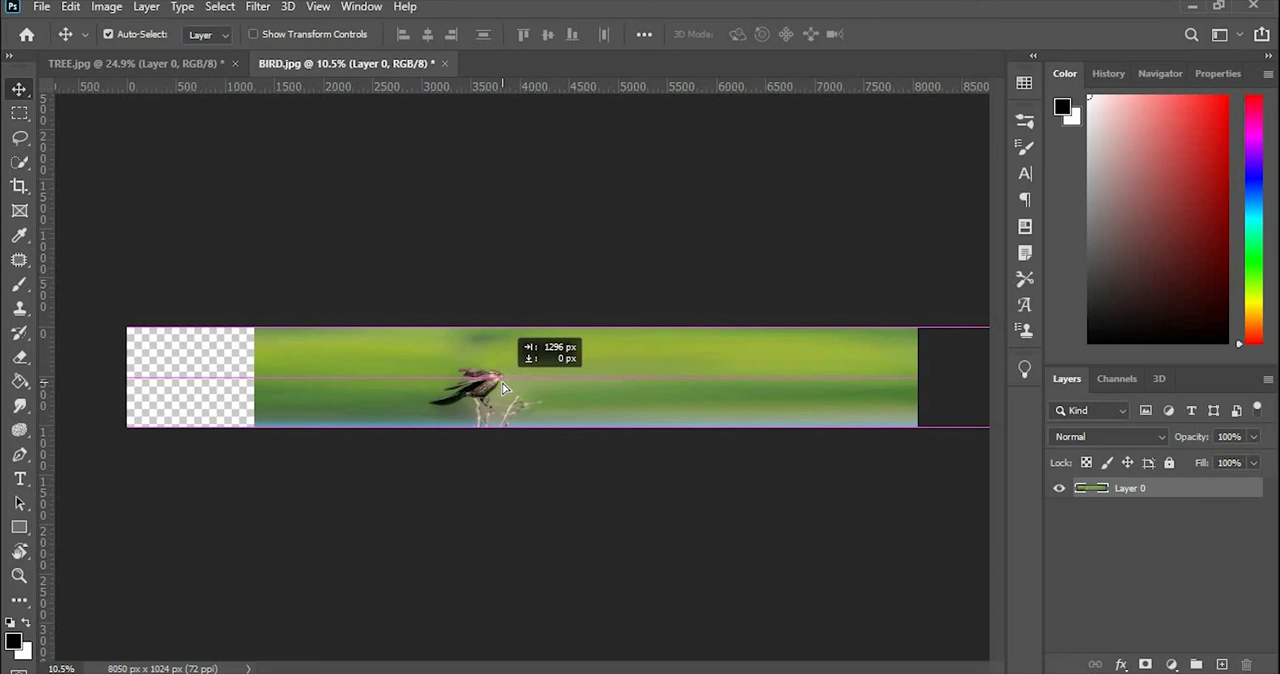 Ps File Edit Image Layer Type Select Filter 3D View Window Help
Auto-Select: Layer Show Transform Controls 3D Mode:
TREE.jpg @ 24.9% (Layer 0, RGB/8) * × BIRD.jpg @ 10.5% (Layer 0, RGB/8) * ×
500 0 500 1000 1500 2000 2500 3000 3500 4000 4500 5000 5500 6000 6500 7000 7500 8000 8500
Color History Navigator Properties
1296 px
0 px
Layers Channels 3D
Kind
Normal Opacity: 100%
Lock: Fill: 100%
Layer 0
10.5% 8050 px x 1024 px (72 ppi)